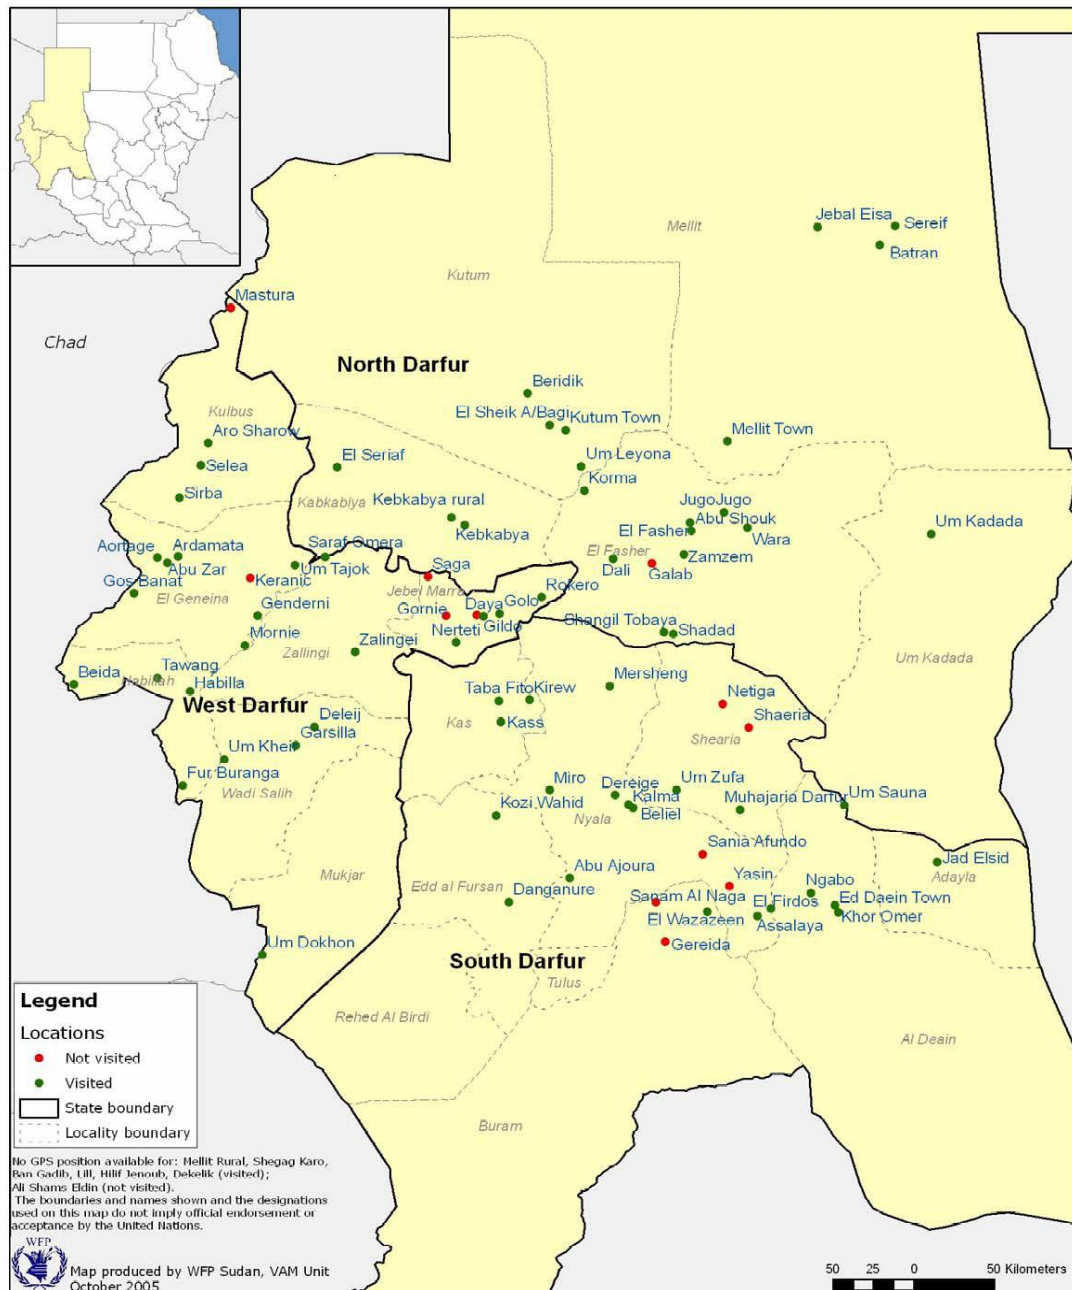 Jebal Eisa
Sereif
Mellit
Batran
Kutum
Mastura
Chad
North Darfur
Beridik
Kulbus
El Sheik A/Bagi
Kutum Town
Aro Sharow
Mellit Town
Selea
El Seriaf
Um Leyona
Sirba
Kabkabiya
Korma
Kebkabya rural
JugoJugo
Kebkabya
El Fasher
Abu Shouk
Wara
Um Kadada
Aortage
Ardamata
Saraf Omera
El Fasher
Zamzem
Abu Zar
Um Tajok
Saga
Dali
Galab
Gos Banat
Keranic
Jebel Marra
Rokero
El Geneina
Genderni
Gornie
Daya
Golo
Gildo
Shangil Tobaya
Shadad
Mornie
Zallingi
Zalingei
Nerteti
Um Kadada
Beida
Tawang
Mersheng
Habillah
Habilla
Taba Fito
Kirew
Netiga
West Darfur
Deleij
Kas
Kass
Shaeria
Garsilla
Shearia
Um Kheir
Fur Buranga
Miro
Dereige
Um Zufa
Wadi Salih
Kozi Wahid
Kalma
Muhajaria Darfur
Um Sauna
Nyala
Beliel
Sania Afundo
Mukjar
Abu Ajoura
Jad Elsid
Edd al Fursan
Yasin
Ngabo
Adayla
Danganure
Sanam Al Naga
El Firdos
Ed Daein Town
El Wazazeen
Assalaya
Khor Omer
Um Dokhon
Gereida
South Darfur
Tulus
Rehed Al Birdi
Al Deain
Buram
Legend
Locations
Not visited
Visited
State boundary
Locality boundary
No GPS position available for: Mellit Rural, Shegag Karo,
Ban Gadib, Lill, Hilif Jenoub, Dekelik (visited);
Ali Shams Eldin (not visited).
The boundaries and names shown and the designations
used on this map do not imply official endorsement or
acceptance by the United Nations.
WFP
Map produced by WFP Sudan, VAM Unit
October 2005
50 25 0 50 Kilometers